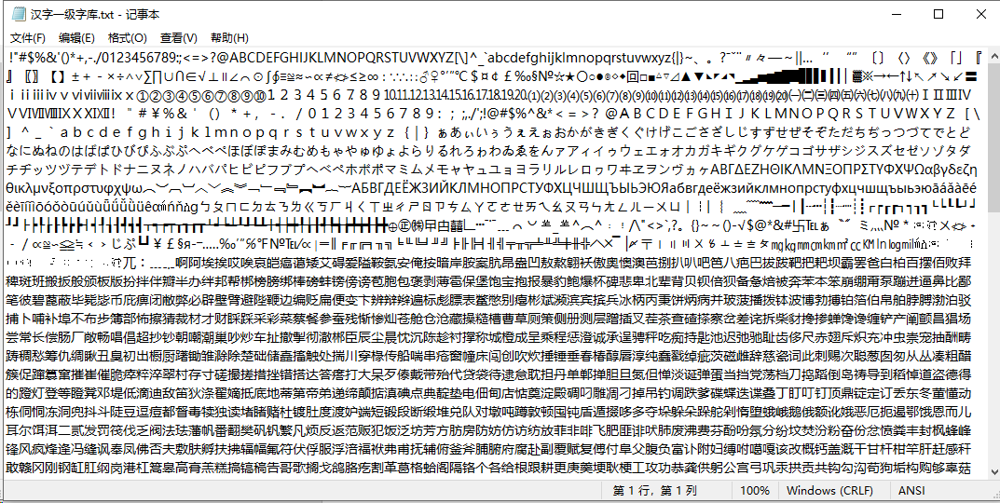 汉字一级字库.txt - 记事本
文件(F) 编辑(E) 格式(O) 查看(V) 帮助(H)
!"#$%&'()*+,-./0123456789:;<=>?@ABCDEFGHIJKLMNOPQRSTUVWXYZ[\]^_`abcdefghijklmnopqrstuvwxyz{|}~、。?ˉˇ¨〃々—～‖…‘’“”〔〕〈〉《》「」『
』〖〗【】±+-×÷∧∨∑∏∪∩∈√⊥∥∠⌒⊙∫∮≡≌≈∽∝≠≮≯≤≥∞∶∵∴∷♂♀°′″℃$¤¢£‰§№☆★〇○●◎◇◆回□■△▽⊿▲▼
ⅰⅱⅲⅳⅴⅵⅶⅷⅸⅹ①②③④⑤⑥⑦⑧⑨⑩１２３４５６７８９⒑⒒⒓⒔⒕⒖⒗⒘⒙⒚⒛⑴⑵⑶⑷⑸⑹⑺⑻⑼⑽⑾⑿⒀⒁⒂⒃⒄⒅⒆⒇㈠㈡㈢㈣㈤㈥㈦㈧㈨㈩ⅠⅡⅢⅣ
ⅤⅥⅦⅧⅨⅩⅪⅫ！＂＃￥％＆＇（）＊＋，－．／０１２３４５６７８９：；;,./';!@#$%^&*＜＝＞？＠ＡＢＣＤＥＦＧＨＩＪＫＬＭＮＯＰＱＲＳＴＵＶＷＸＹＺ［＼
］＾＿｀ａｂｃｄｅｆｇｈｉｊｋｌｍｎｏｐｑｒｓｔｕｖｗｘｙｚ｛｜｝ぁあぃいぅうぇえぉおかがきぎくぐけげこごさざしじすずせぜそぞただちぢっつづてでとど
なにぬねのはばぱひびぴふぶぷへべぺほぼぽまみむめもゃやゅゆょよらりるれろゎわゐゑをんァアィイゥウェエォオカガキギクグケゲコゴサザシジスズセゼソゾタダ
チヂッツヅテデトドナニヌネノハバパヒビピフブプヘベペホボポマミムメモャヤュユョヨラリルレロヮワヰヱヲンヴヵヶΑΒΓΔΕΖΗΘΙΚΛΜΝΞΟΠΡΣΤΥΦΧΨΩαβγδεζη
θικλμνξοπρστυφχψω︵︶︹︺︿﹀︽︾﹁﹂﹃﹄︻︼︷︸АБВГДЕЁЖЗИЙКЛМНОПРСТУФХЦЧШЩЪЫЬЭЮЯабвгдеёжзийклмнопрстуфхцчшщъыьэюяāáǎàēé
ěèīíǐìōóǒòūúǔùǖǘǚǜüêɑńňɡㄅㄆㄇㄈㄉㄊㄋㄌㄍㄎㄏㄐㄑㄒㄓㄔㄕㄖㄗㄘㄙㄚㄛㄜㄝㄞㄟㄠㄡㄢㄣㄤㄥㄦㄧㄨㄩ
啊阿埃挨哎唉哀皑癌蔼矮艾碍爱隘鞍氨安俺按暗岸胺案肮昂盎凹敖熬翱袄傲奥懊澳芭捌扒叭吧笆八疤巴拔跋靶把耙坝霸罢爸白柏百摆佰败拜
稗斑班搬扳般颁板版扮拌伴瓣半办绊邦帮梆榜膀绑棒磅蚌镑傍谤苞胞包褒剥薄雹保堡饱宝抱报暴豹鲍爆杯碑悲卑北辈背贝钡倍狈备惫焙被奔苯本笨崩绷甭泵蹦迸逼鼻比鄙
笔彼碧蓖蔽毕毙毖币庇痹闭敝弊必辟壁臂避陛鞭边编贬扁便变卞辨辩辫遍标彪膘表鳖憋别瘪彬斌濒滨宾摈兵冰柄丙秉饼炳病并玻菠播拨钵波博勃搏铂箔伯帛舶脖膊渤泊驳
捕卜哺补埠不布步簿部怖擦猜裁材才财睬踩采彩菜蔡餐参蚕残惭惨灿苍舱仓沧藏操糙槽曹草厕策侧册测层蹭插叉茬茶查碴搽察岔差诧拆柴豺搀掺蝉馋谗缠铲产阐颤昌猖场
尝常长偿肠厂敞畅唱倡超抄钞朝嘲潮巢吵炒车扯撤掣彻澈郴臣辰尘晨忱沉陈趁衬撑称城橙成呈乘程惩澄诚承逞骋秤吃痴持匙池迟弛驰耻齿侈尺赤翅斥炽充冲虫崇宠抽酬畴
踌稠愁筹仇绸瞅丑臭初出橱厨躇锄雏滁除楚础储矗搐触处揣川穿椽传船喘串疮窗幢床闯创吹炊捶锤垂春椿醇唇淳纯蠢戳绰疵茨磁雌辞慈瓷词此刺赐次聪葱囱匆从丛凑粗醋
簇促蹿篡窜摧崔催脆瘁粹淬翠村存寸磋撮搓措挫错搭达答瘩打大呆歹傣戴带殆代贷袋待逮怠耽担丹单郸掸胆旦氮但惮淡诞弹蛋当挡党荡档刀捣蹈倒岛祷导到稻悼道盗德得
的蹬灯登等瞪凳邓堤低滴迪敌笛狄涤翟嫡抵底地蒂第帝弟递缔颠掂滇碘点典靛垫电佃甸店惦奠淀殿碉叼雕凋刁掉吊钓调跌爹碟蝶迭谍叠丁盯叮钉顶鼎锭定订丢东冬董懂动
栋侗恫冻洞兜抖斗陡豆逗痘都督毒犊独读堵睹赌杜镀肚度渡妒端短锻段断缎堆兑队对墩吨蹲敦顿囤钝盾遁掇哆多夺垛躲朵跺舵剁惰堕蛾峨鹅俄额讹娥恶厄扼遏鄂饿恩而儿
耳尔饵洱二贰发罚筏伐乏阀法珐藩帆番翻樊矾钒繁凡烦反返范贩犯饭泛坊芳方肪房防妨仿访纺放菲非啡飞肥匪诽吠肺废沸费芬酚吩氛分纷坟焚汾粉奋份忿愤粪丰封枫蜂峰
锋风疯烽逢冯缝讽奉凤佛否夫敷肤孵扶拂辐幅氟符伏俘服浮涪福袱弗甫抚辅俯釜斧脯腑府腐赴副覆赋复傅付阜父腹负富讣附妇缚咐噶嘎该改概钙盖溉干甘杆柑竿肝赶感秆
敢赣冈刚钢缸肛纲岗港杠篙皋高膏羔糕搞镐稿告哥歌搁戈鸽胳疙割革葛格蛤阁隔铬个各给根跟耕更庚羹埂耿梗工攻功恭龚供躬公宫弓巩汞拱贡共钩勾沟苟狗垢构购够辜菇
第 1 行，第 1 列 100% Windows (CRLF) ANSI